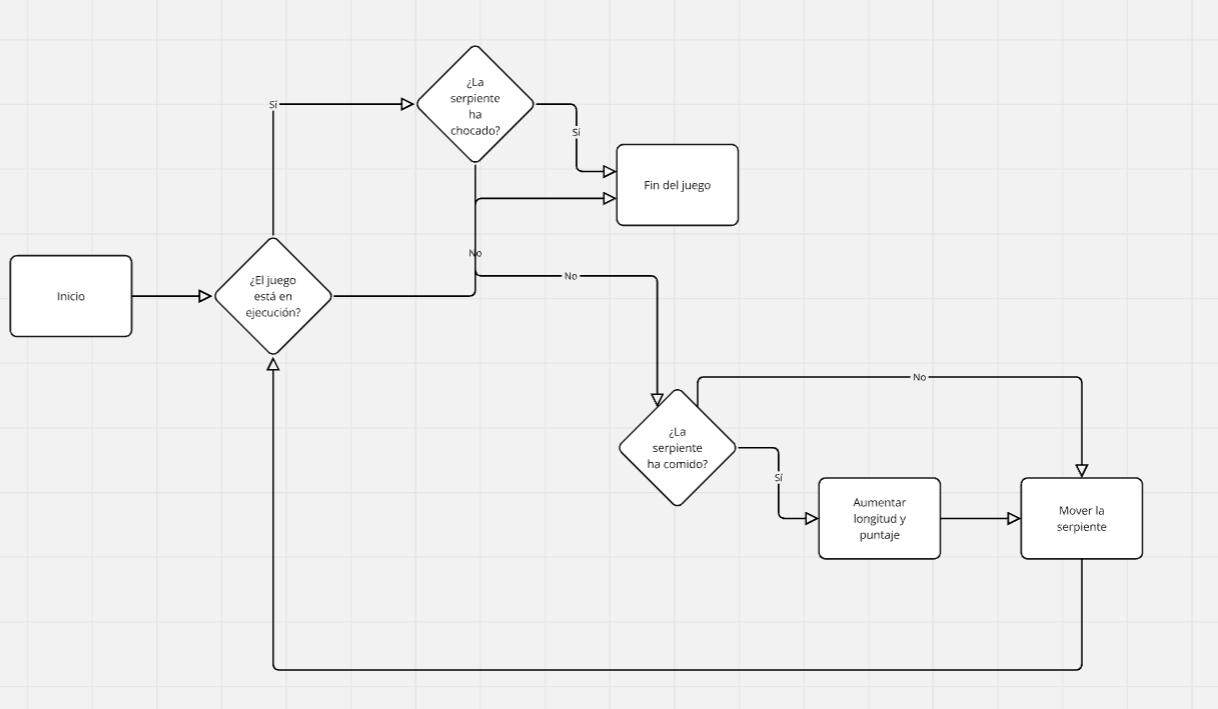 ¿La
serpiente
ha
chocado?
Sí
Sí
Fin del juego
No
¿El juego
está en
ejecución?
Inicio
No
No
¿La
serpiente
ha comido?
Sí
Aumentar
longitud y
puntaje
Mover la
serpiente